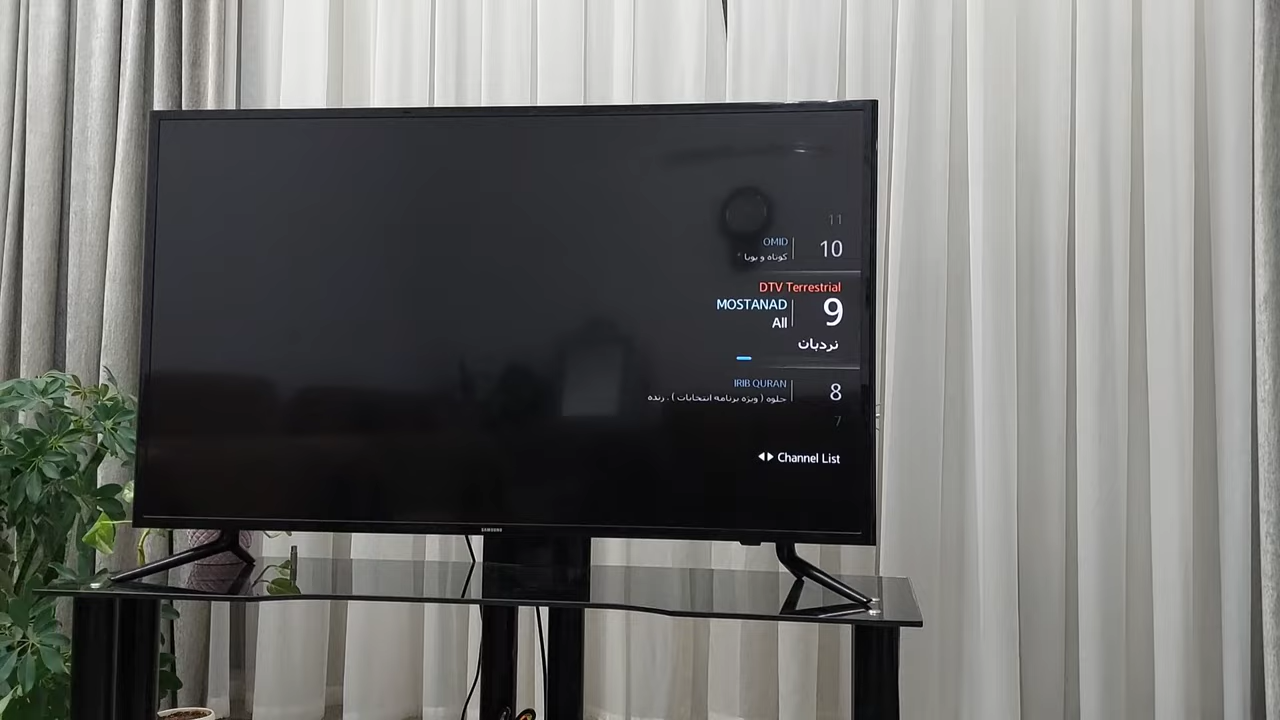 11
OMID 10
کوتاه و پویا
DTV Terrestrial
MOSTANAD 9
All
نردبان
IRIB QURAN 8
جلوه ( ویژه برنامه انتخابات ) . زنده
7
◀▶ Channel List
SAMSUNG